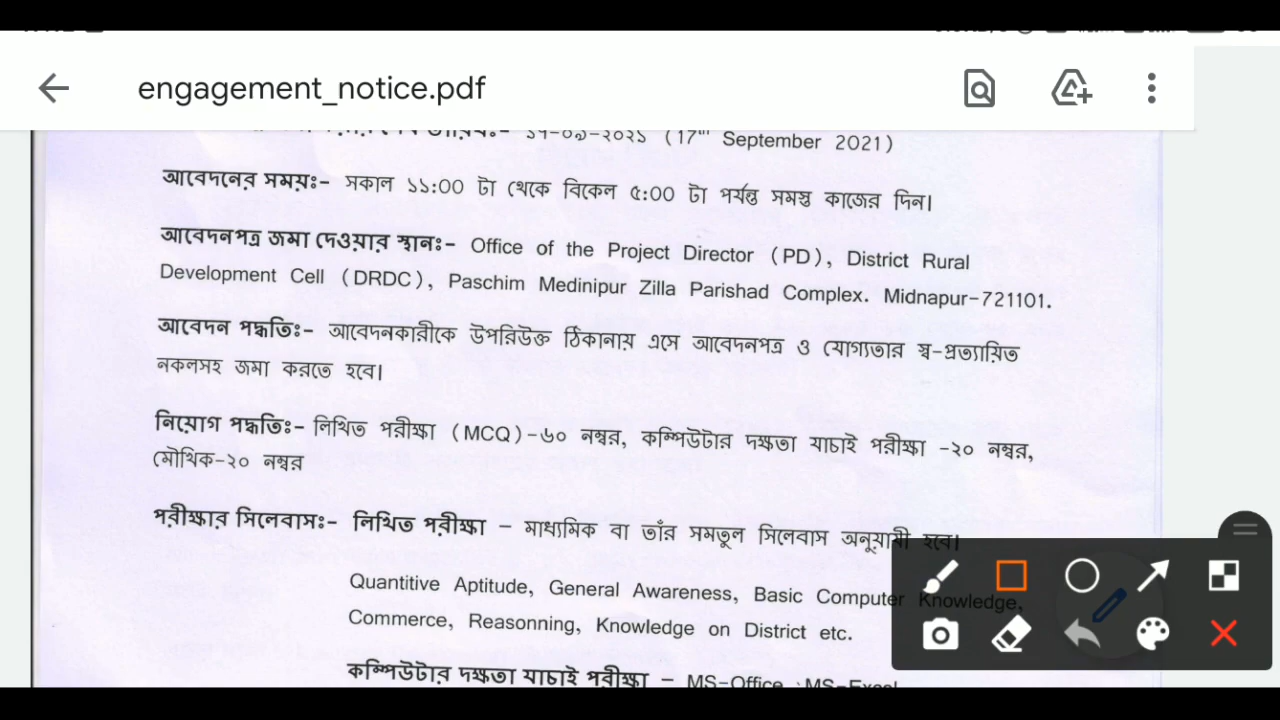 engagement_notice.pdf
১৭-০৯-২০২১ (17th September 2021)
আবেদনের সময়ঃ- সকাল ১১:00 টা থেকে বিকেল ৫:00 টা পর্যন্ত সমস্ত কাজের দিন।
আবেদনপত্র জমা দেওয়ার স্থানঃ- Office of the Project Director (PD), District Rural
Development Cell (DRDC), Paschim Medinipur Zilla Parishad Complex. Midnapur-721101.
আবেদন পদ্ধতিঃ- আবেদনকারীকে উপরিউক্ত ঠিকানায় এসে আবেদনপত্র ও যোগ্যতার স্ব-প্রত্যায়িত
নকলসহ জমা করতে হবে।
নিয়োগ পদ্ধতিঃ- লিখিত পরীক্ষা (MCQ)-৬০ নম্বর, কম্পিউটার দক্ষতা যাচাই পরীক্ষা -২০ নম্বর,
মৌখিক-২০ নম্বর
পরীক্ষার সিলেবাসঃ- লিখিত পরীক্ষা – মাধ্যমিক বা তাঁর সমতুল সিলেবাস অনুযায়ী হবে।
Quantitive Aptitude, General Awareness, Basic Computer Knowledge,
Commerce, Reasonning, Knowledge on District etc.
কম্পিউটার দক্ষতা যাচাই পরীক্ষা – MS-Office, MS-Excel